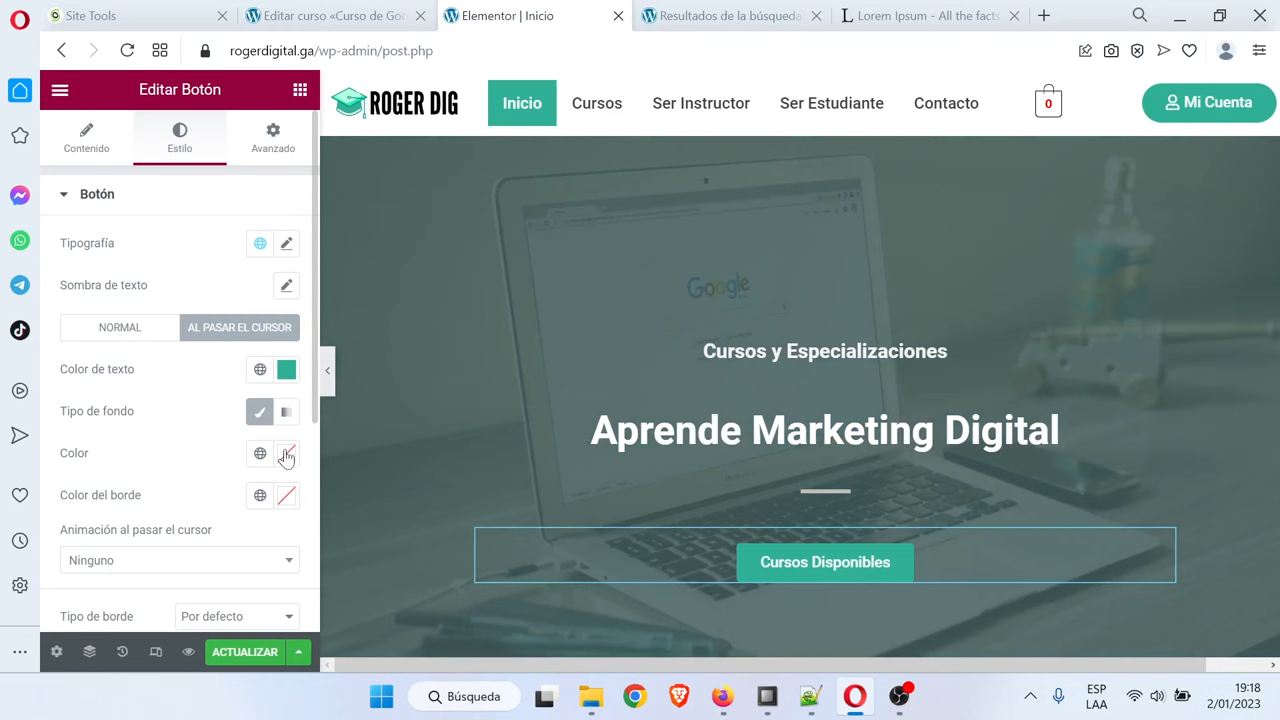 Site Tools
Editar curso «Curso de Goo
Elementor | Inicio
Resultados de la búsqueda
Lorem Ipsum - All the facts
rogerdigital.ga/wp-admin/post.php
Editar Botón
Contenido
Estilo
Avanzado
Botón
Tipografía
Sombra de texto
NORMAL
AL PASAR EL CURSOR
Color de texto
Tipo de fondo
Color
Color del borde
Animación al pasar el cursor
Ninguno
Tipo de borde
Por defecto
ACTUALIZAR
ROGER DIG
Inicio
Cursos
Ser Instructor
Ser Estudiante
Contacto
0
Mi Cuenta
Google
Cursos y Especializaciones
Aprende Marketing Digital
Cursos Disponibles
Búsqueda
ESP
LAA
19:18
2/01/2023